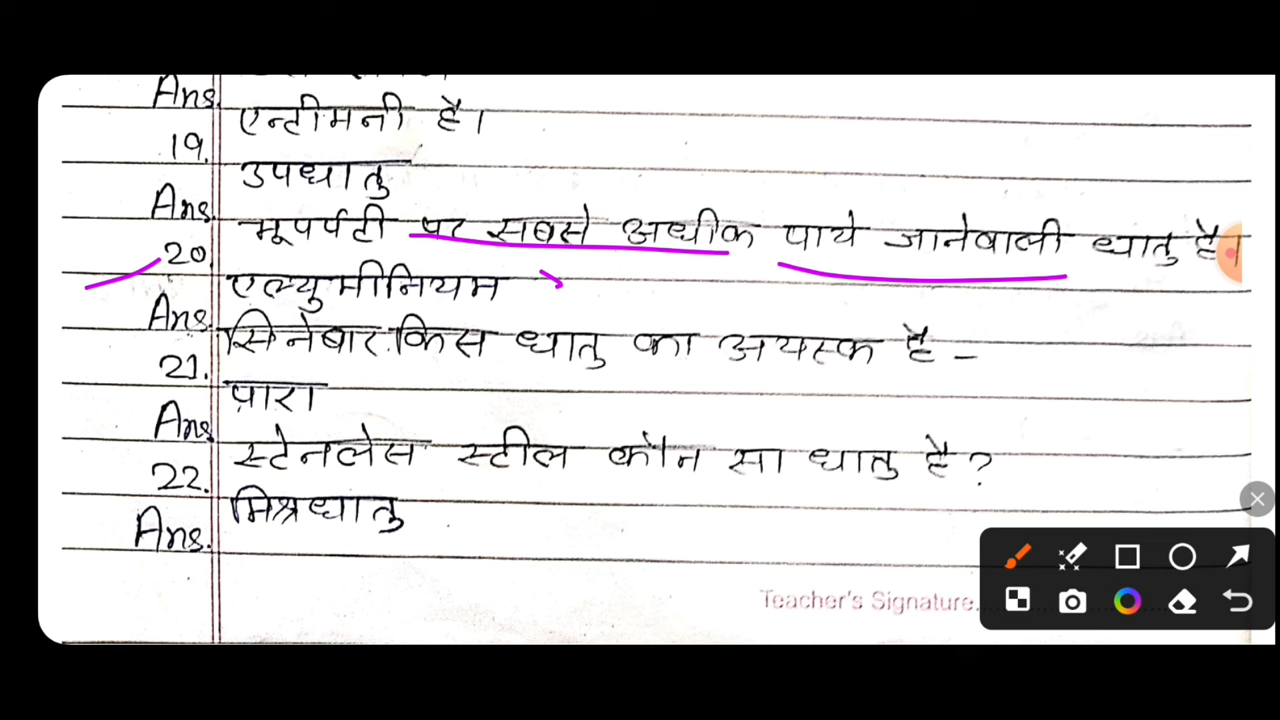 Ans.
19. एन्टीमनी है।
Ans. उपधातु
20. भूपर्पटी पर सबसे अधीक पाये जानेवाली धातु है।
Ans. एल्युमीनियम
21. सिनेबार किस धातु का अयस्क है -
Ans. पारा
22. स्टेनलेस स्टील कौन सा धातु है?
Ans. मिश्रधातु
Teacher's Signature